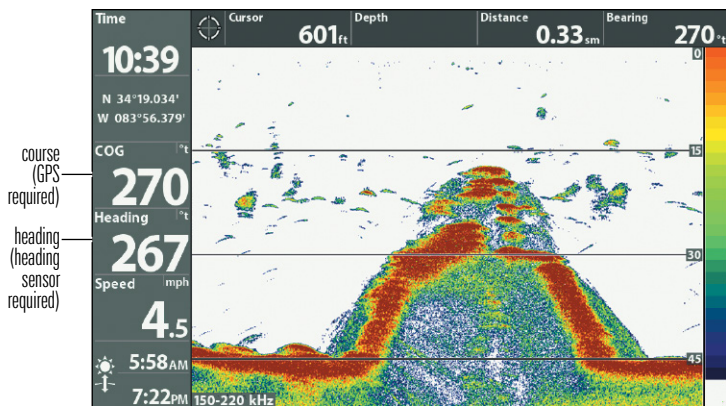 Time
10:39
N 34°19.034'
W 083°56.379'
COG °t
270
Heading °t
267
Speed mph
4.5
5:58AM
7:22PM
Cursor
601ft
Depth
Distance
0.33sm
Bearing
270°t
0
15
30
45
150-220 kHz
course
(GPS
required)
heading
(heading
sensor
required)